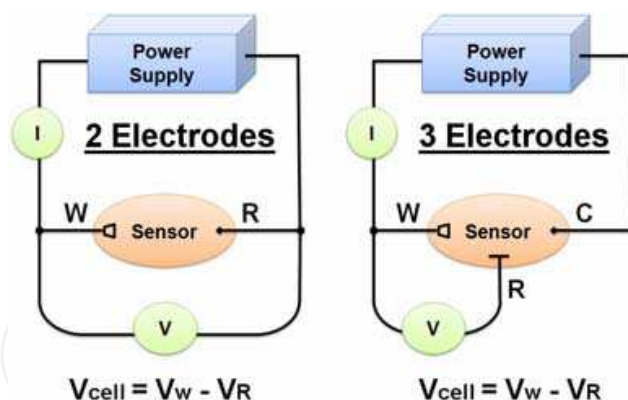 Power
Supply
I
2 Electrodes
W
Sensor
R
V
Vcell = VW - VR
Power
Supply
I
3 Electrodes
W
Sensor
C
R
V
Vcell = VW - VR